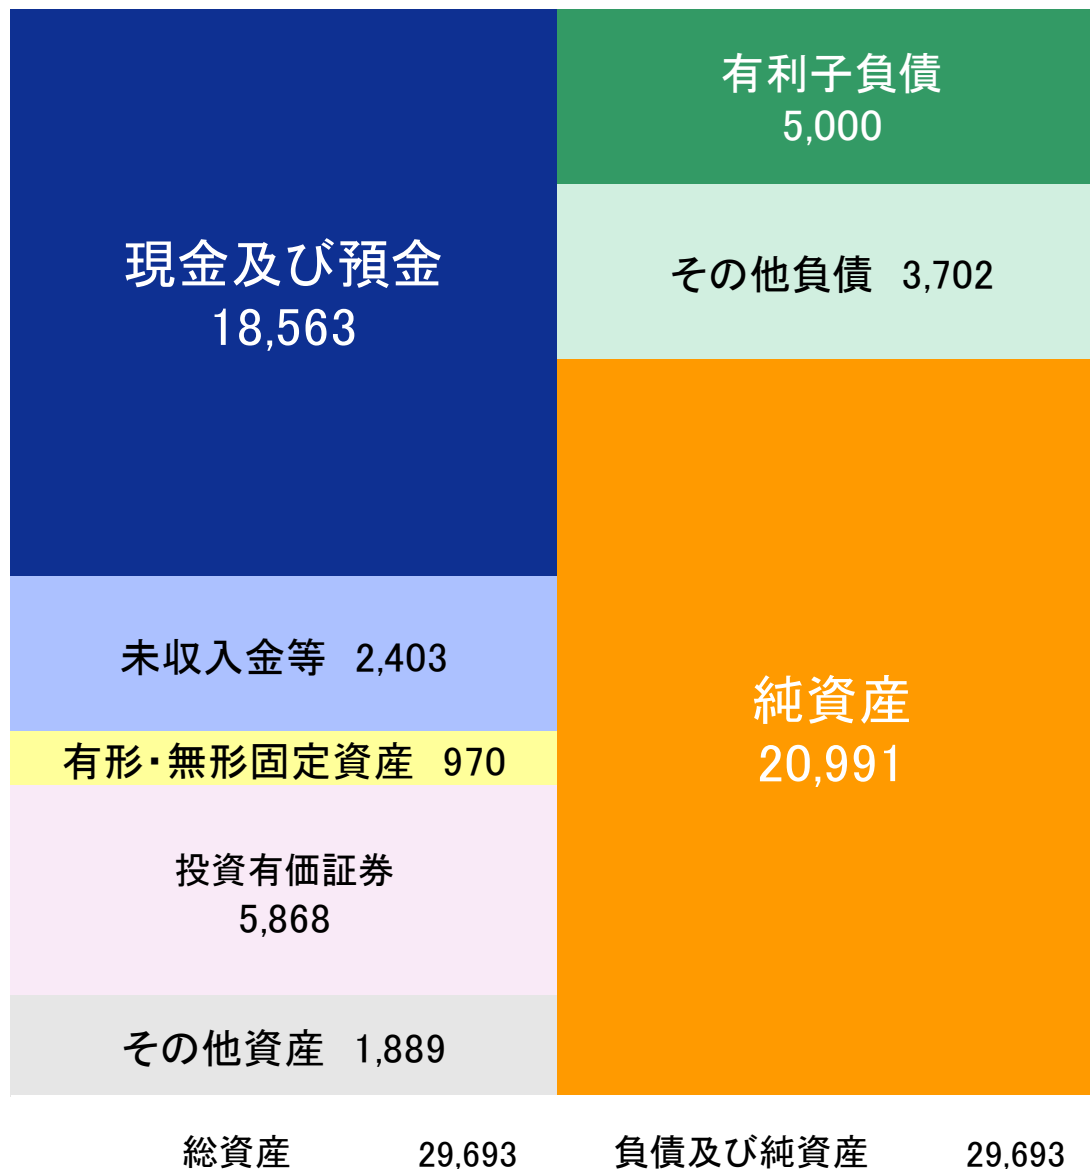 現金及び預金
18,563
未収入金等 2,403
有形・無形固定資産 970
投資有価証券
5,868
その他資産 1,889
有利子負債
5,000
その他負債 3,702
純資産
20,991
総資産 29,693
負債及び純資産 29,693